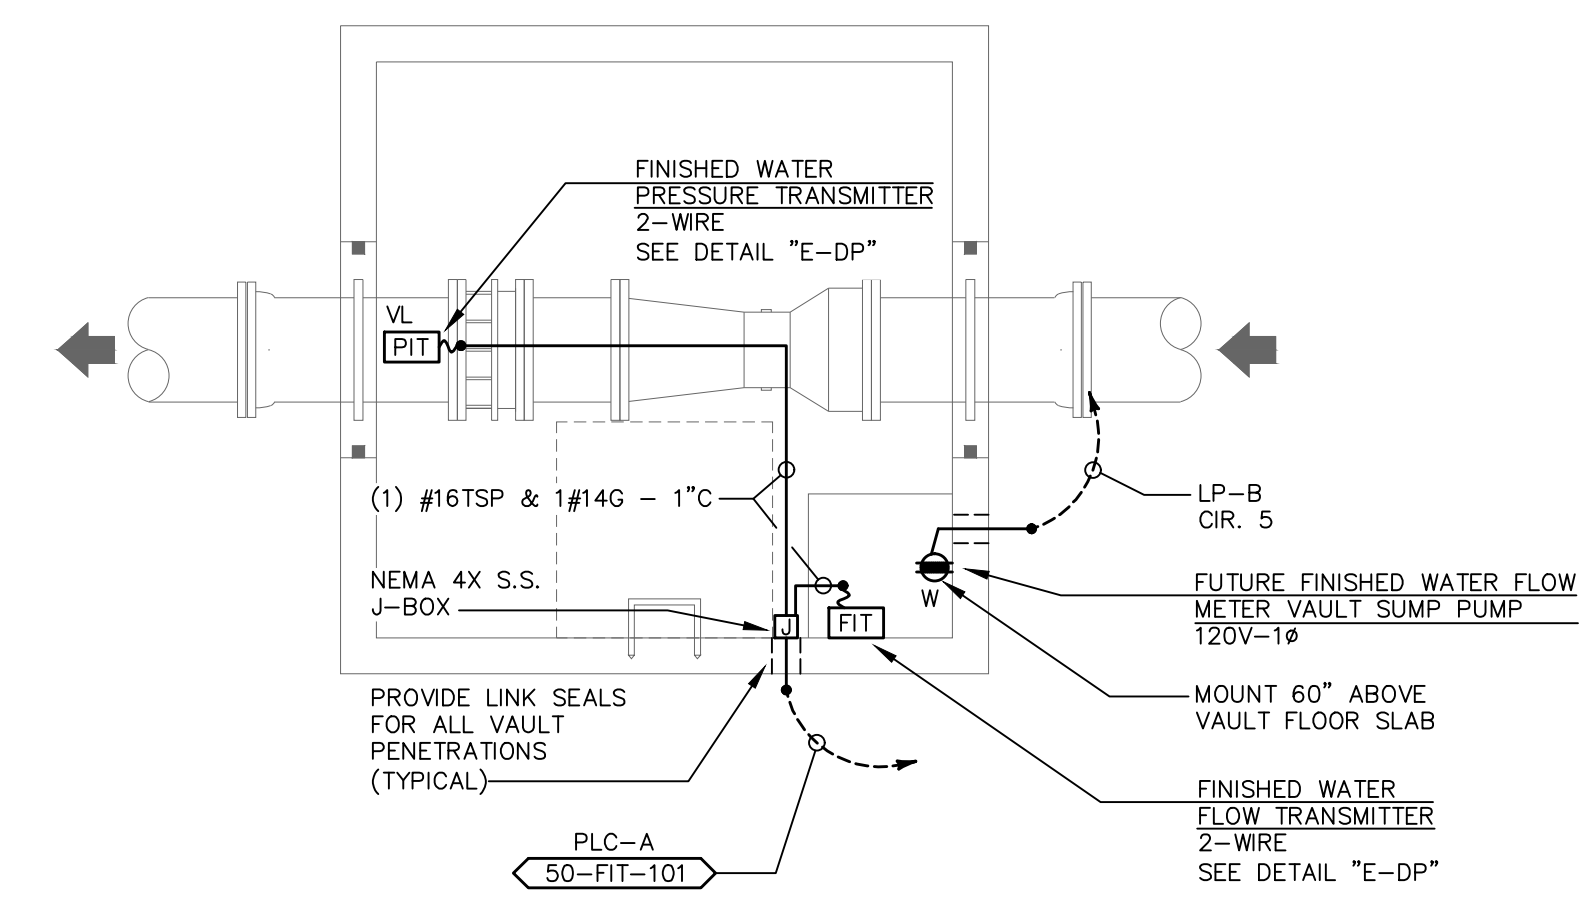 FINISHED WATER
PRESSURE TRANSMITTER
2-WIRE
SEE DETAIL "E-DP"
VL
PIT
(1) #16TSP & 1#14G - 1"C
LP-B
CIR. 5
NEMA 4X S.S.
J-BOX
J
FIT
W
FUTURE FINISHED WATER FLOW
METER VAULT SUMP PUMP
120V-1ø
MOUNT 60" ABOVE
VAULT FLOOR SLAB
PROVIDE LINK SEALS
FOR ALL VAULT
PENETRATIONS
(TYPICAL)
FINISHED WATER
FLOW TRANSMITTER
2-WIRE
SEE DETAIL "E-DP"
PLC-A
50-FIT-101